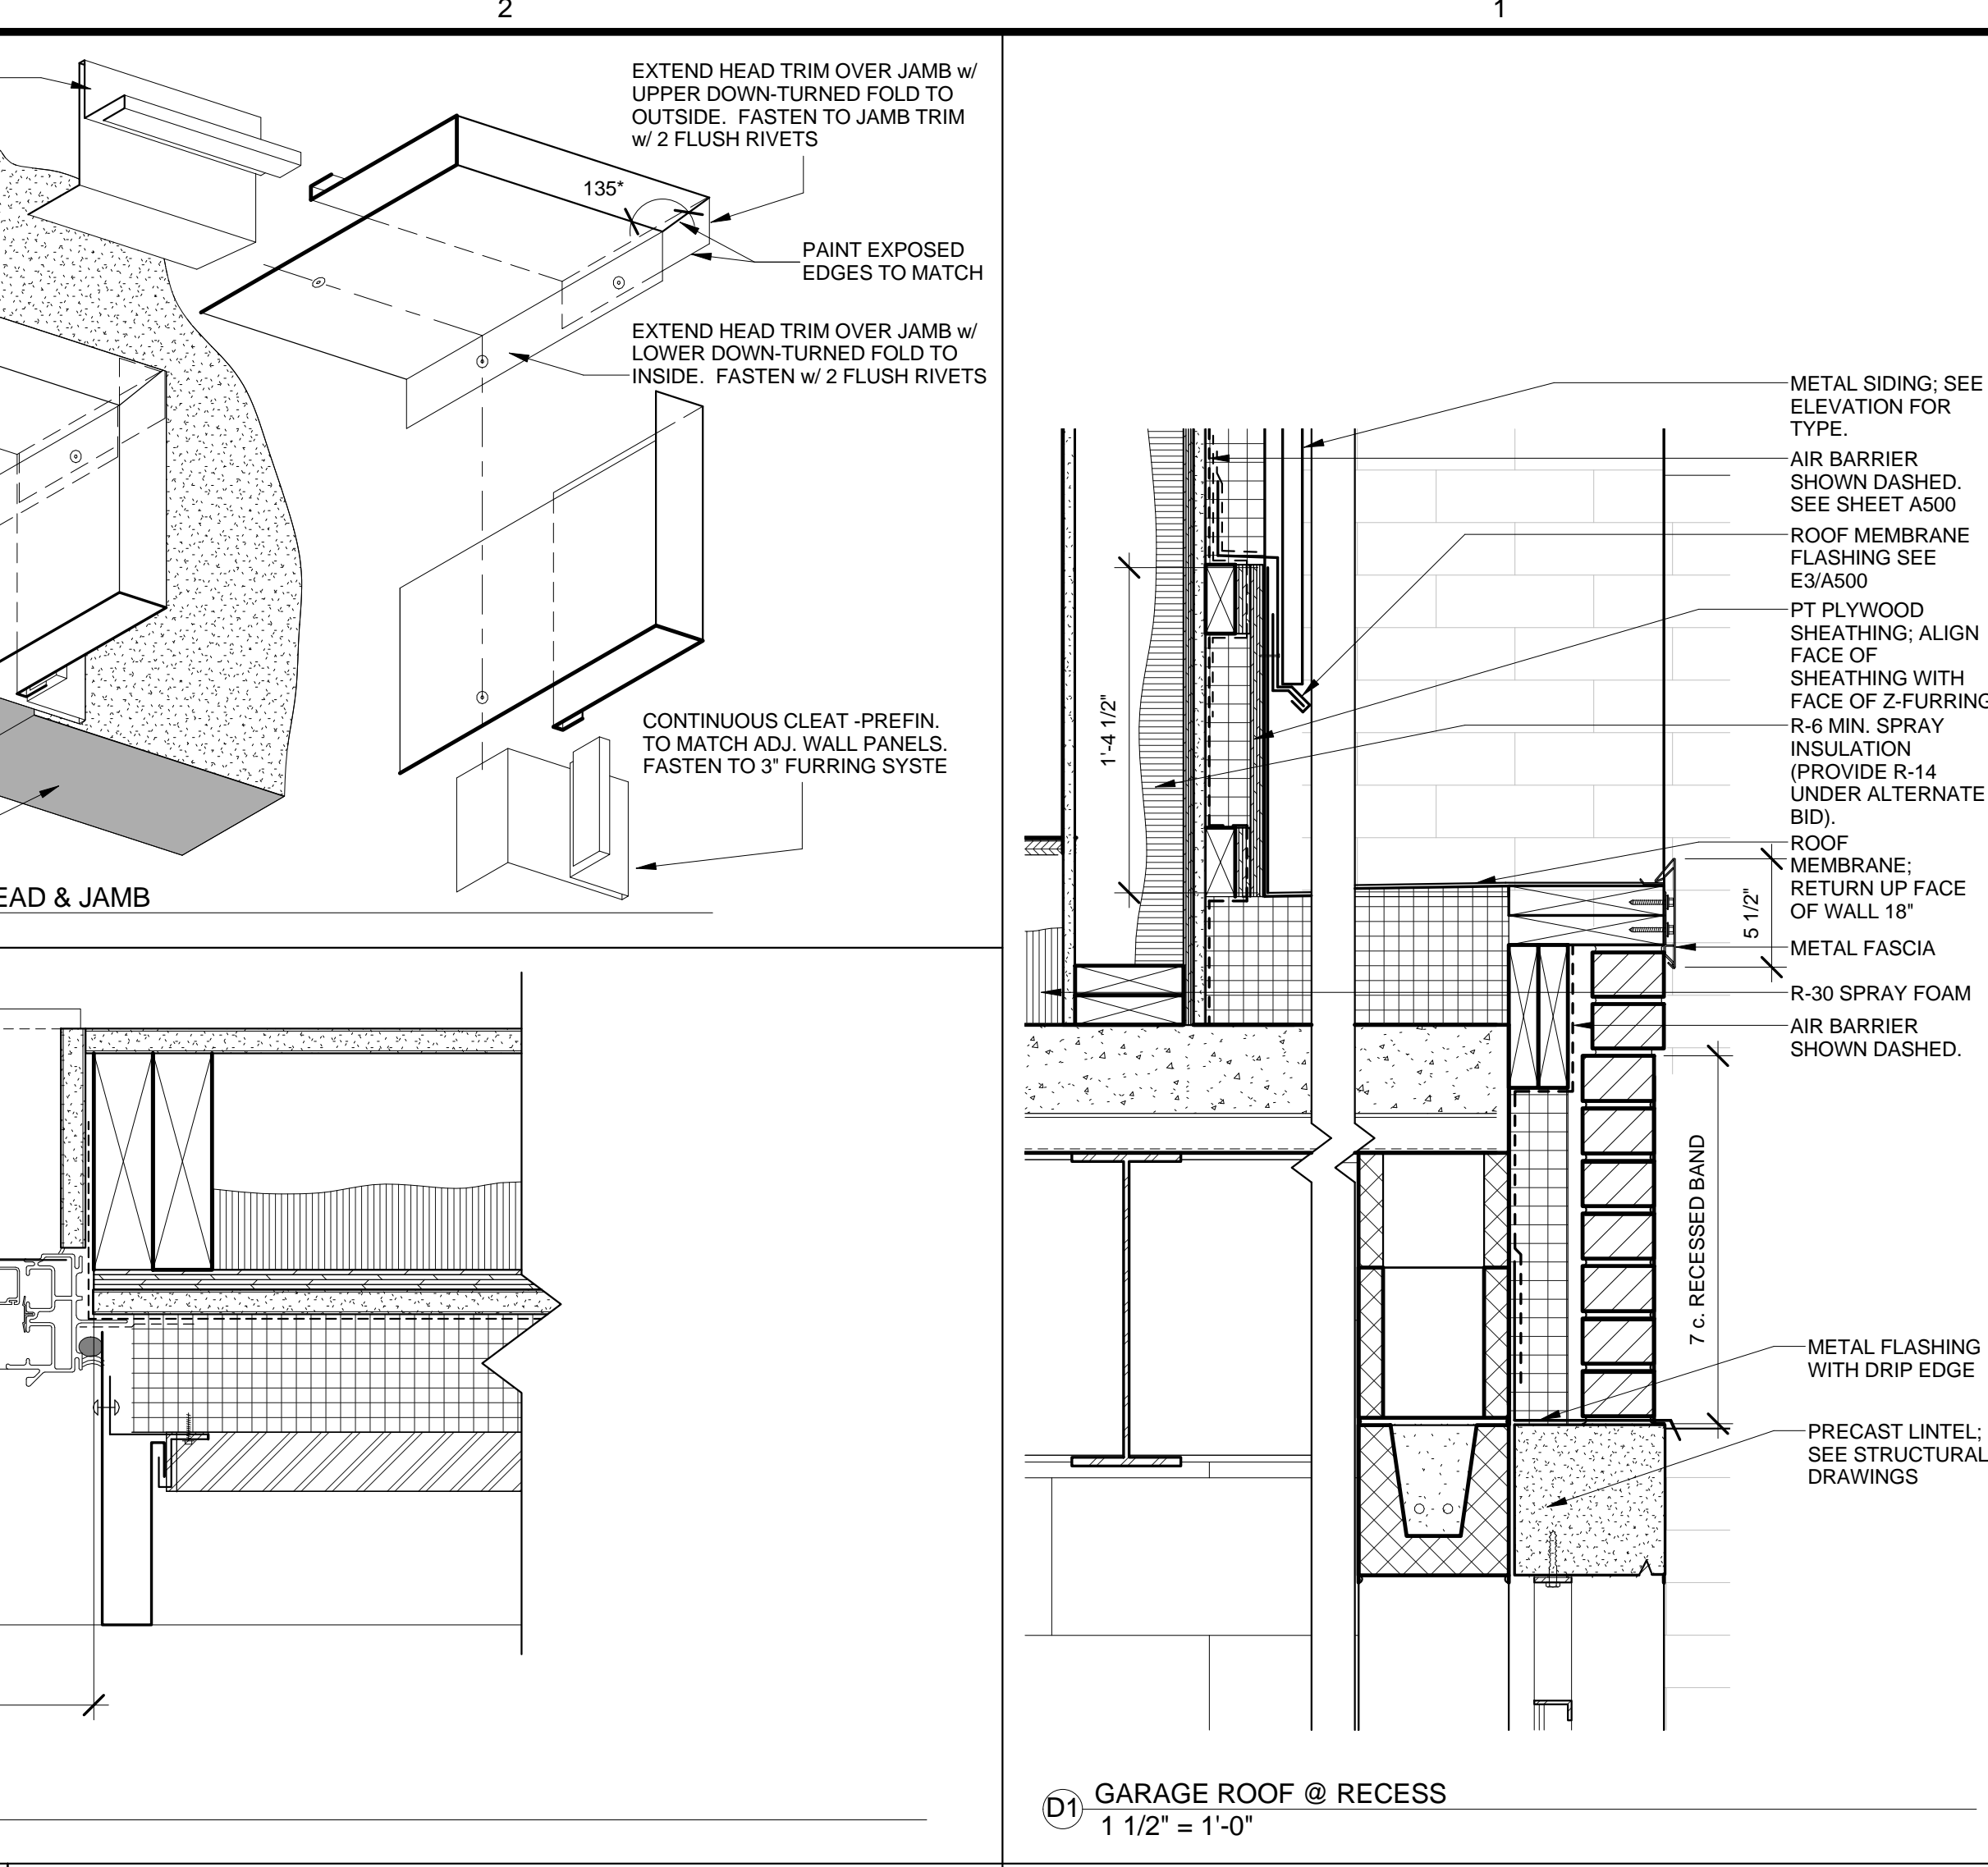 2
1
EXTEND HEAD TRIM OVER JAMB w/
UPPER DOWN-TURNED FOLD TO
OUTSIDE. FASTEN TO JAMB TRIM
w/ 2 FLUSH RIVETS
135*
PAINT EXPOSED
EDGES TO MATCH
EXTEND HEAD TRIM OVER JAMB w/
LOWER DOWN-TURNED FOLD TO
INSIDE. FASTEN w/ 2 FLUSH RIVETS
CONTINUOUS CLEAT -PREFIN.
TO MATCH ADJ. WALL PANELS.
FASTEN TO 3" FURRING SYSTE
EAD & JAMB
METAL SIDING; SEE
ELEVATION FOR
TYPE.
AIR BARRIER
SHOWN DASHED.
SEE SHEET A500
ROOF MEMBRANE
FLASHING SEE
E3/A500
PT PLYWOOD
SHEATHING; ALIGN
FACE OF
SHEATHING WITH
FACE OF Z-FURRING
R-6 MIN. SPRAY
INSULATION
(PROVIDE R-14
UNDER ALTERNATE
BID).
ROOF
MEMBRANE;
RETURN UP FACE
OF WALL 18"
METAL FASCIA
R-30 SPRAY FOAM
AIR BARRIER
SHOWN DASHED.
1'-4 1/2"
5 1/2"
7 c. RECESSED BAND
METAL FLASHING
WITH DRIP EDGE
PRECAST LINTEL;
SEE STRUCTURAL
DRAWINGS
D1
GARAGE ROOF @ RECESS
1 1/2" = 1'-0"